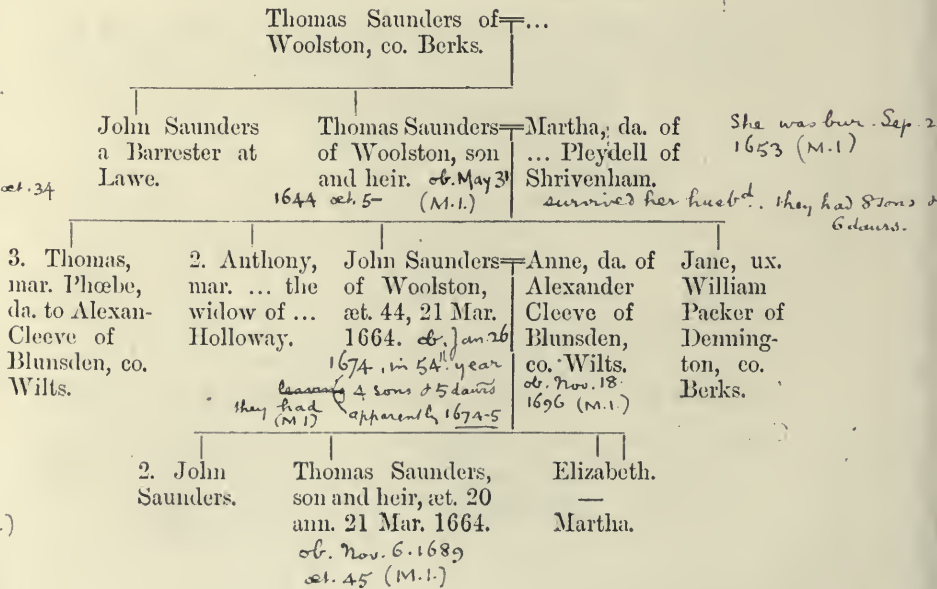 Thomas Saunders of = ...
Woolston, co. Berks.
John Saunders
a Barrester at
Lawe.
Thomas Saunders =
of Woolston, son
and heir. ob. May 31
1644 æt. 5- (M.I.)
Martha, da. of
... Pleydell of
Shrivenham.
She was bur. Sep. 2
1653 (M.I)
survived her husbd. they had 8 sons &
6 daurs.
æt. 34
3. Thomas,
mar. Phœbe,
da. to Alexan-
Cleeve of
Blunsden, co.
Wilts.
2. Anthony,
mar. ... the
widow of ...
Holloway.
John Saunders =
of Woolston,
æt. 44, 21 Mar.
1664. ob. Jan. 26
1674, in 54th year
leaving 4 sons & 5 daurs
they had
(M I) apparently 1674-5
Anne, da. of
Alexander
Cleeve of
Blunsden,
co. Wilts.
ob. Nov. 18.
1696 (M.I.)
Jane, ux.
William
Packer of
Denning-
ton, co.
Berks.
2. John
Saunders.
Thomas Saunders,
son and heir, æt. 20
ann. 21 Mar. 1664.
ob. Nov. 6. 1689
æt. 45 (M.I.)
Elizabeth.
—
Martha.
.)